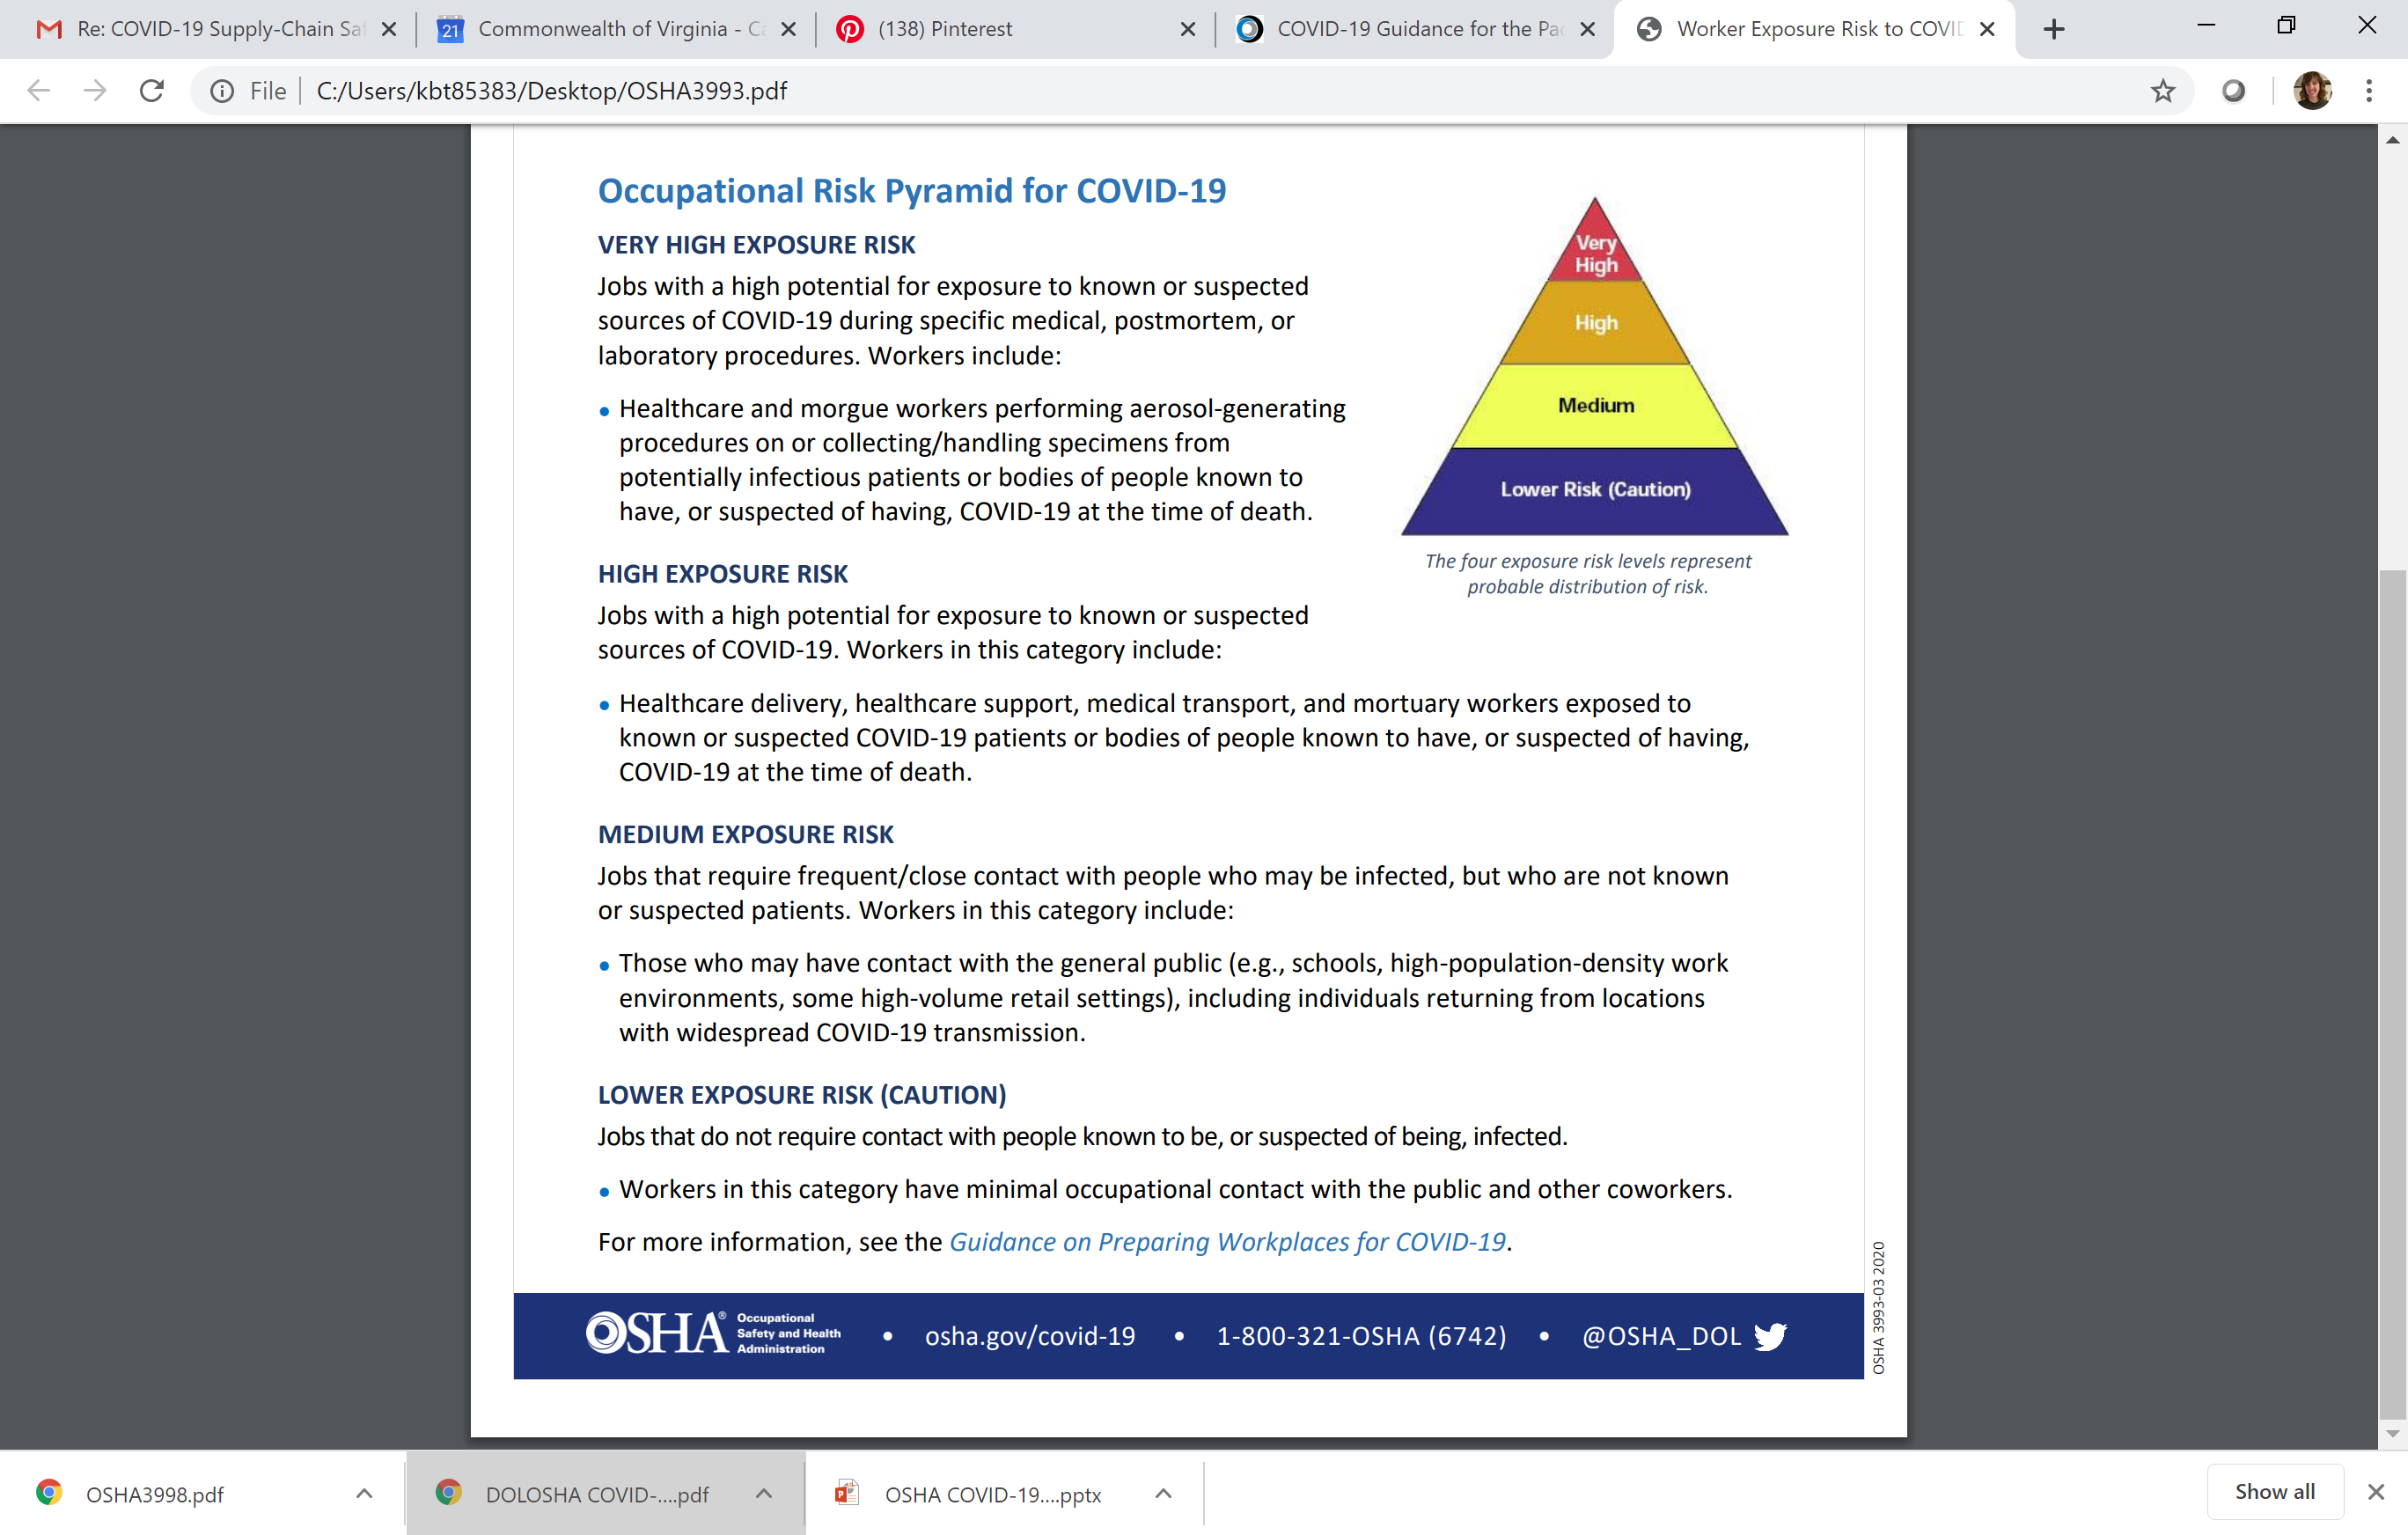 Re: COVID-19 Supply-Chain Sa
Commonwealth of Virginia - C
(138) Pinterest
COVID-19 Guidance for the Pa
Worker Exposure Risk to COVI
File
C:/Users/kbt85383/Desktop/OSHA3993.pdf
Occupational Risk Pyramid for COVID-19
VERY HIGH EXPOSURE RISK
Jobs with a high potential for exposure to known or suspected
sources of COVID-19 during specific medical, postmortem, or
laboratory procedures. Workers include:
• Healthcare and morgue workers performing aerosol-generating
procedures on or collecting/handling specimens from
potentially infectious patients or bodies of people known to
have, or suspected of having, COVID-19 at the time of death.
Very
High
High
Medium
Lower Risk (Caution)
The four exposure risk levels represent
probable distribution of risk.
HIGH EXPOSURE RISK
Jobs with a high potential for exposure to known or suspected
sources of COVID-19. Workers in this category include:
• Healthcare delivery, healthcare support, medical transport, and mortuary workers exposed to
known or suspected COVID-19 patients or bodies of people known to have, or suspected of having,
COVID-19 at the time of death.
MEDIUM EXPOSURE RISK
Jobs that require frequent/close contact with people who may be infected, but who are not known
or suspected patients. Workers in this category include:
• Those who may have contact with the general public (e.g., schools, high-population-density work
environments, some high-volume retail settings), including individuals returning from locations
with widespread COVID-19 transmission.
LOWER EXPOSURE RISK (CAUTION)
Jobs that do not require contact with people known to be, or suspected of being, infected.
• Workers in this category have minimal occupational contact with the public and other coworkers.
For more information, see the Guidance on Preparing Workplaces for COVID-19.
OSHA® Occupational
Safety and Health
Administration
• osha.gov/covid-19 • 1-800-321-OSHA (6742) • @OSHA_DOL
OSHA 3993-03 2020
OSHA3998.pdf
DOLOSHA COVID-....pdf
OSHA COVID-19....pptx
Show all
21